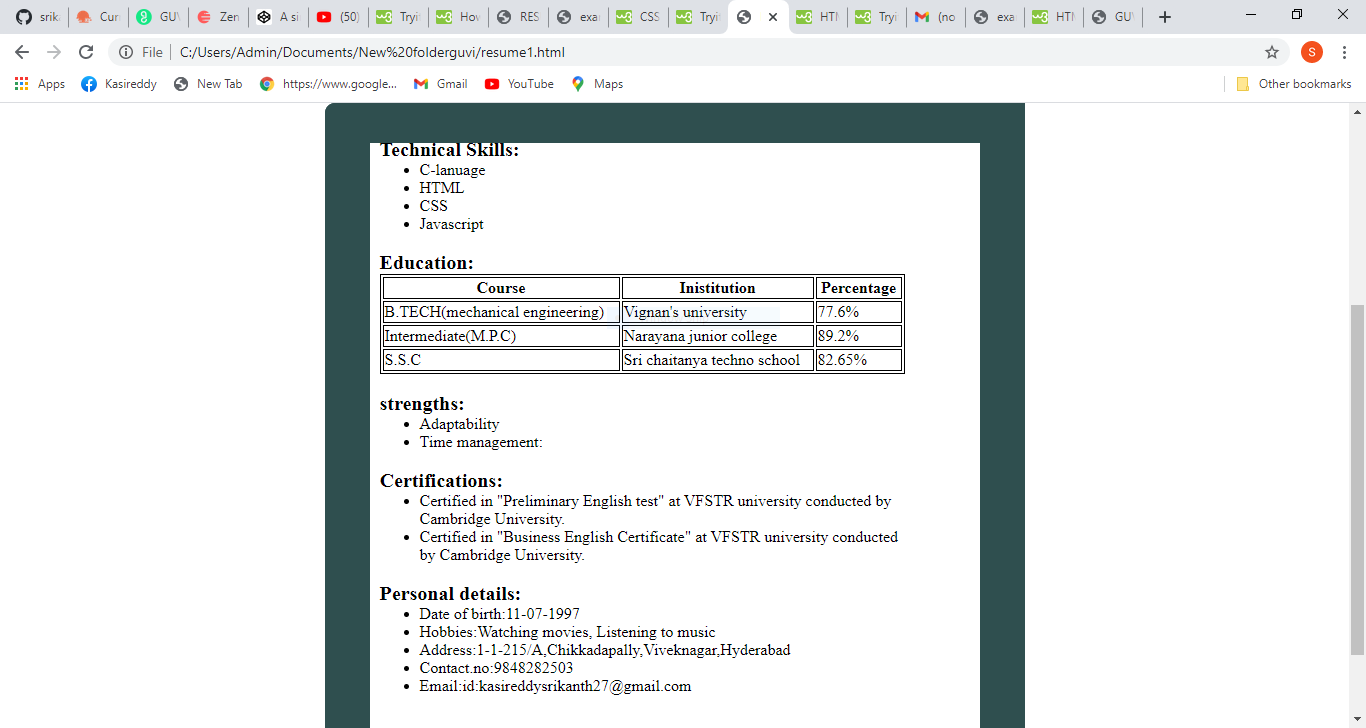 srika
Curr
GUV
Zen
A si
(50)
Tryi
How
RES
exa
CSS
Tryi
HTM
Tryi
(no
exa
HTM
GUV
File C:/Users/Admin/Documents/New%20folderguvi/resume1.html S
Apps Kasireddy New Tab https://www.google... Gmail YouTube Maps Other bookmarks
Technical Skills:
C-lanuage
HTML
CSS
Javascript
Education:
Course Inistitution Percentage
B.TECH(mechanical engineering) Vignan's university 77.6%
Intermediate(M.P.C) Narayana junior college 89.2%
S.S.C Sri chaitanya techno school 82.65%
strengths:
Adaptability
Time management:
Certifications:
Certified in "Preliminary English test" at VFSTR university conducted by
Cambridge University.
Certified in "Business English Certificate" at VFSTR university conducted
by Cambridge University.
Personal details:
Date of birth:11-07-1997
Hobbies:Watching movies, Listening to music
Address:1-1-215/A,Chikkadapally,Viveknagar,Hyderabad
Contact.no:9848282503
Email:id:kasireddysrikanth27@gmail.com